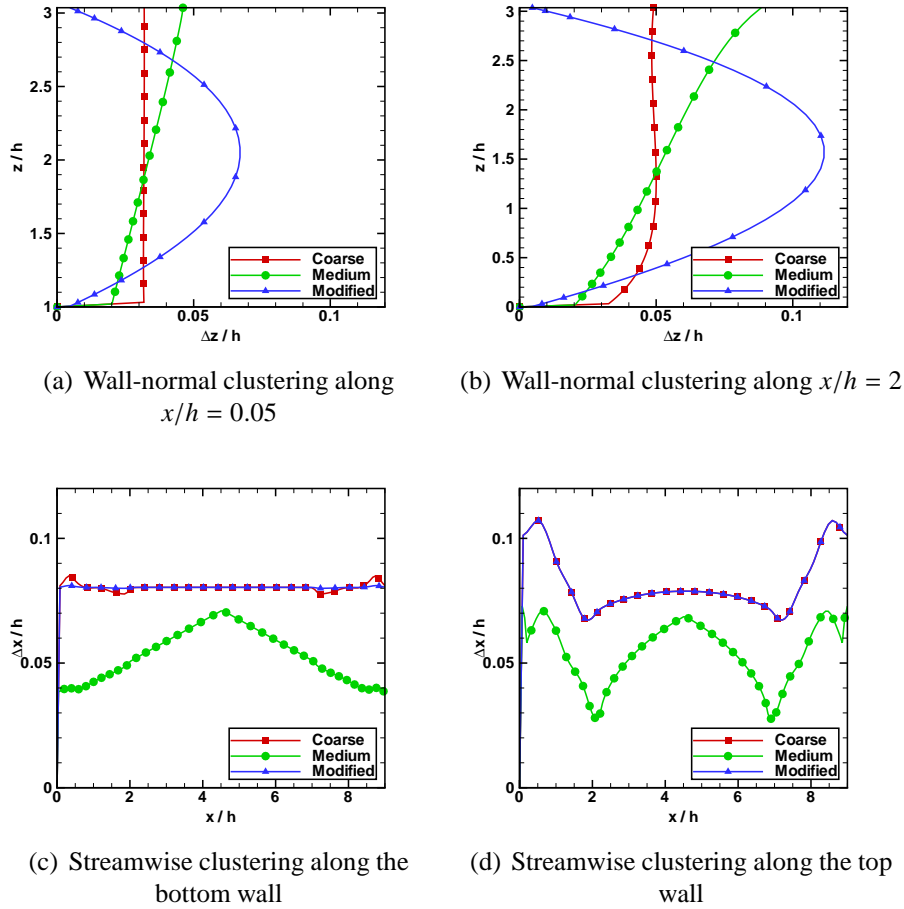 3
2.5
2
1.5
1
z / h
0
0.05
0.1
Δz / h
Coarse
Medium
Modified
(a) Wall-normal clustering along
x/h = 0.05
3
2.5
2
1.5
1
0.5
0
z / h
0
0.05
0.1
Δz / h
Coarse
Medium
Modified
(b) Wall-normal clustering along x/h = 2
0.1
0.05
0
Δx / h
0
2
4
6
8
x / h
Coarse
Medium
Modified
(c) Streamwise clustering along the
bottom wall
0.1
0.05
0
Δx / h
0
2
4
6
8
x / h
Coarse
Medium
Modified
(d) Streamwise clustering along the top
wall